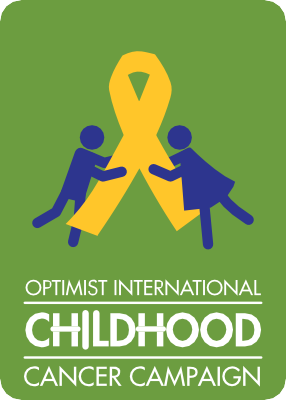 OPTIMIST INTERNATIONAL
CHILDHOOD
CANCER CAMPAIGN